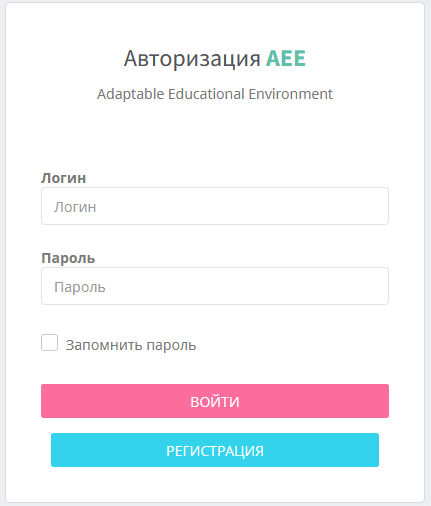 Авторизация AEE
Adaptable Educational Environment
Логин
Логин
Пароль
Пароль
Запомнить пароль
ВОЙТИ
РЕГИСТРАЦИЯ